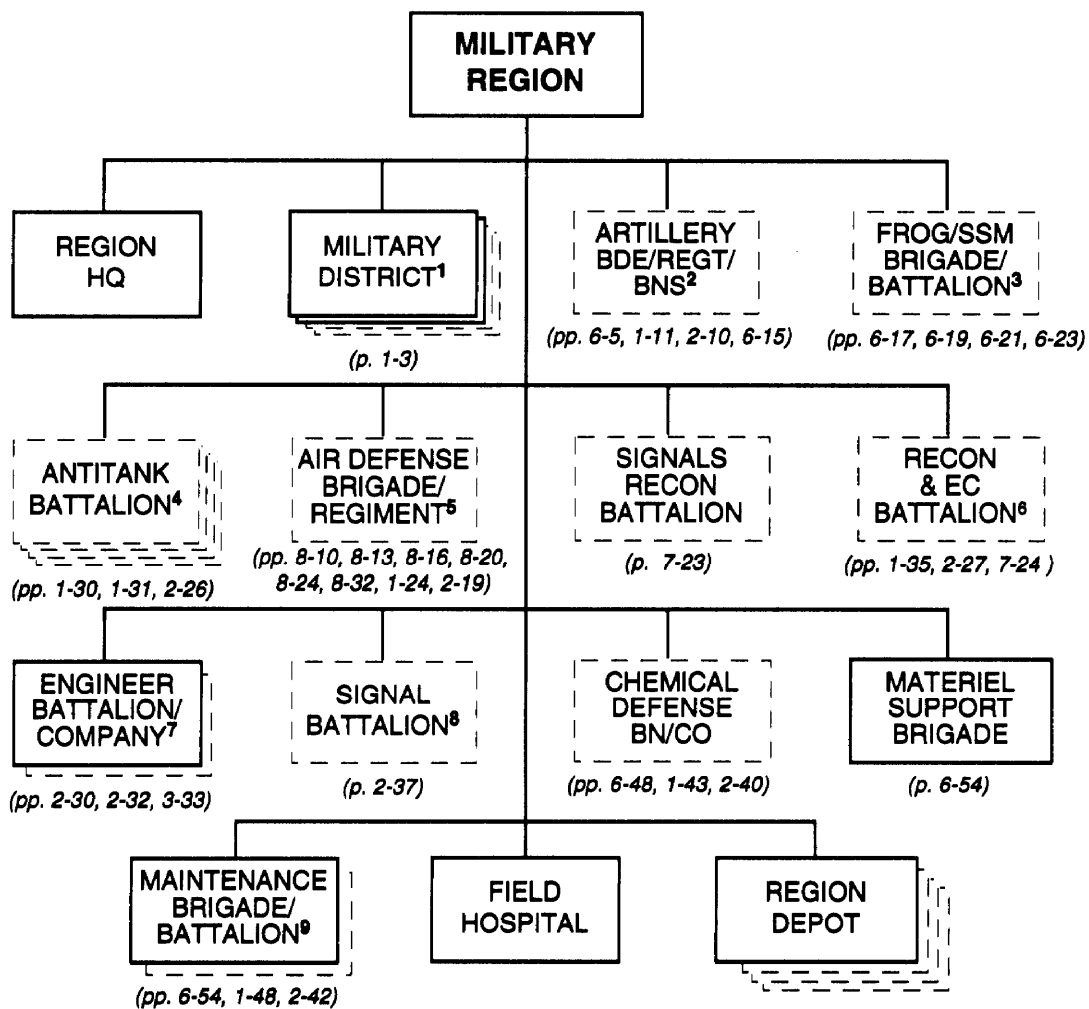 MILITARY
REGION
REGION
HQ
MILITARY
DISTRICT¹
(p. 1-3)
ARTILLERY
BDE/REGT/
BNS²
(pp. 6-5, 1-11, 2-10, 6-15)
FROG/SSM
BRIGADE/
BATTALION³
(pp. 6-17, 6-19, 6-21, 6-23)
ANTITANK
BATTALION⁴
(pp. 1-30, 1-31, 2-26)
AIR DEFENSE
BRIGADE/
REGIMENT⁵
(pp. 8-10, 8-13, 8-16, 8-20,
8-24, 8-32, 1-24, 2-19)
SIGNALS
RECON
BATTALION
(p. 7-23)
RECON
& EC
BATTALION⁶
(pp. 1-35, 2-27, 7-24 )
ENGINEER
BATTALION/
COMPANY⁷
(pp. 2-30, 2-32, 3-33)
SIGNAL
BATTALION⁸
(p. 2-37)
CHEMICAL
DEFENSE
BN/CO
(pp. 6-48, 1-43, 2-40)
MATERIEL
SUPPORT
BRIGADE
(p. 6-54)
MAINTENANCE
BRIGADE/
BATTALION⁹
(pp. 6-54, 1-48, 2-42)
FIELD
HOSPITAL
REGION
DEPOT